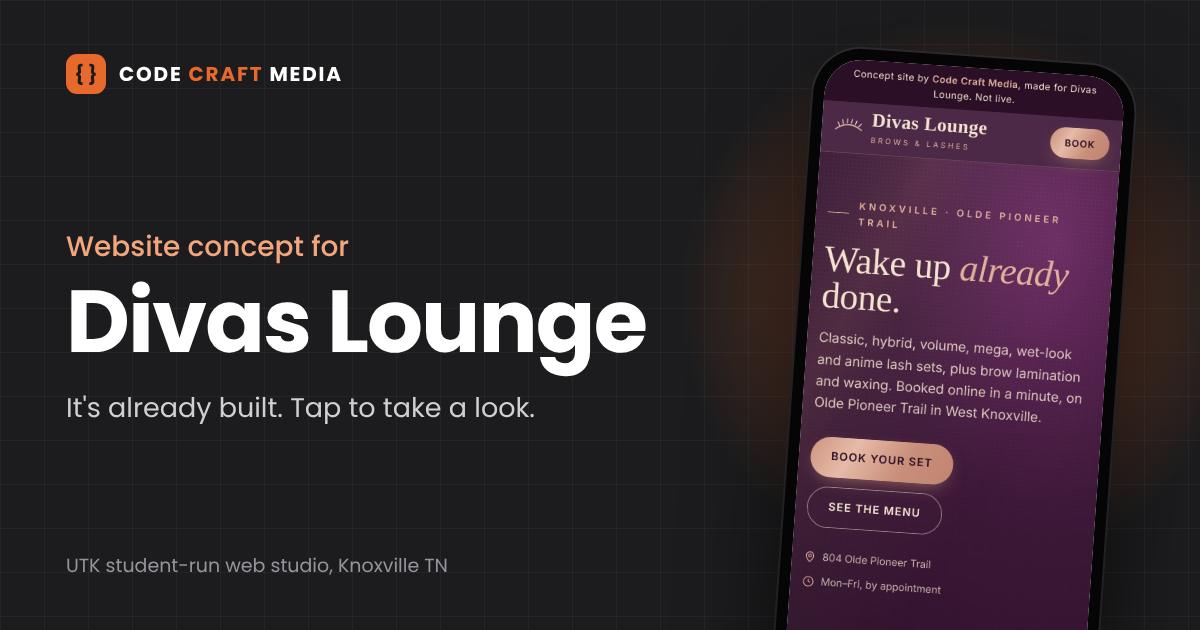 { } CODE CRAFT MEDIA
Website concept for
Divas Lounge
It's already built. Tap to take a look.
UTK student-run web studio, Knoxville TN
Concept site by Code Craft Media, made for Divas
Lounge. Not live.
Divas Lounge
BROWS & LASHES
BOOK
KNOXVILLE · OLDE PIONEER
TRAIL
Wake up already
done.
Classic, hybrid, volume, mega, wet-look
and anime lash sets, plus brow lamination
and waxing. Booked online in a minute, on
Olde Pioneer Trail in West Knoxville.
BOOK YOUR SET
SEE THE MENU
804 Olde Pioneer Trail
Mon–Fri, by appointment